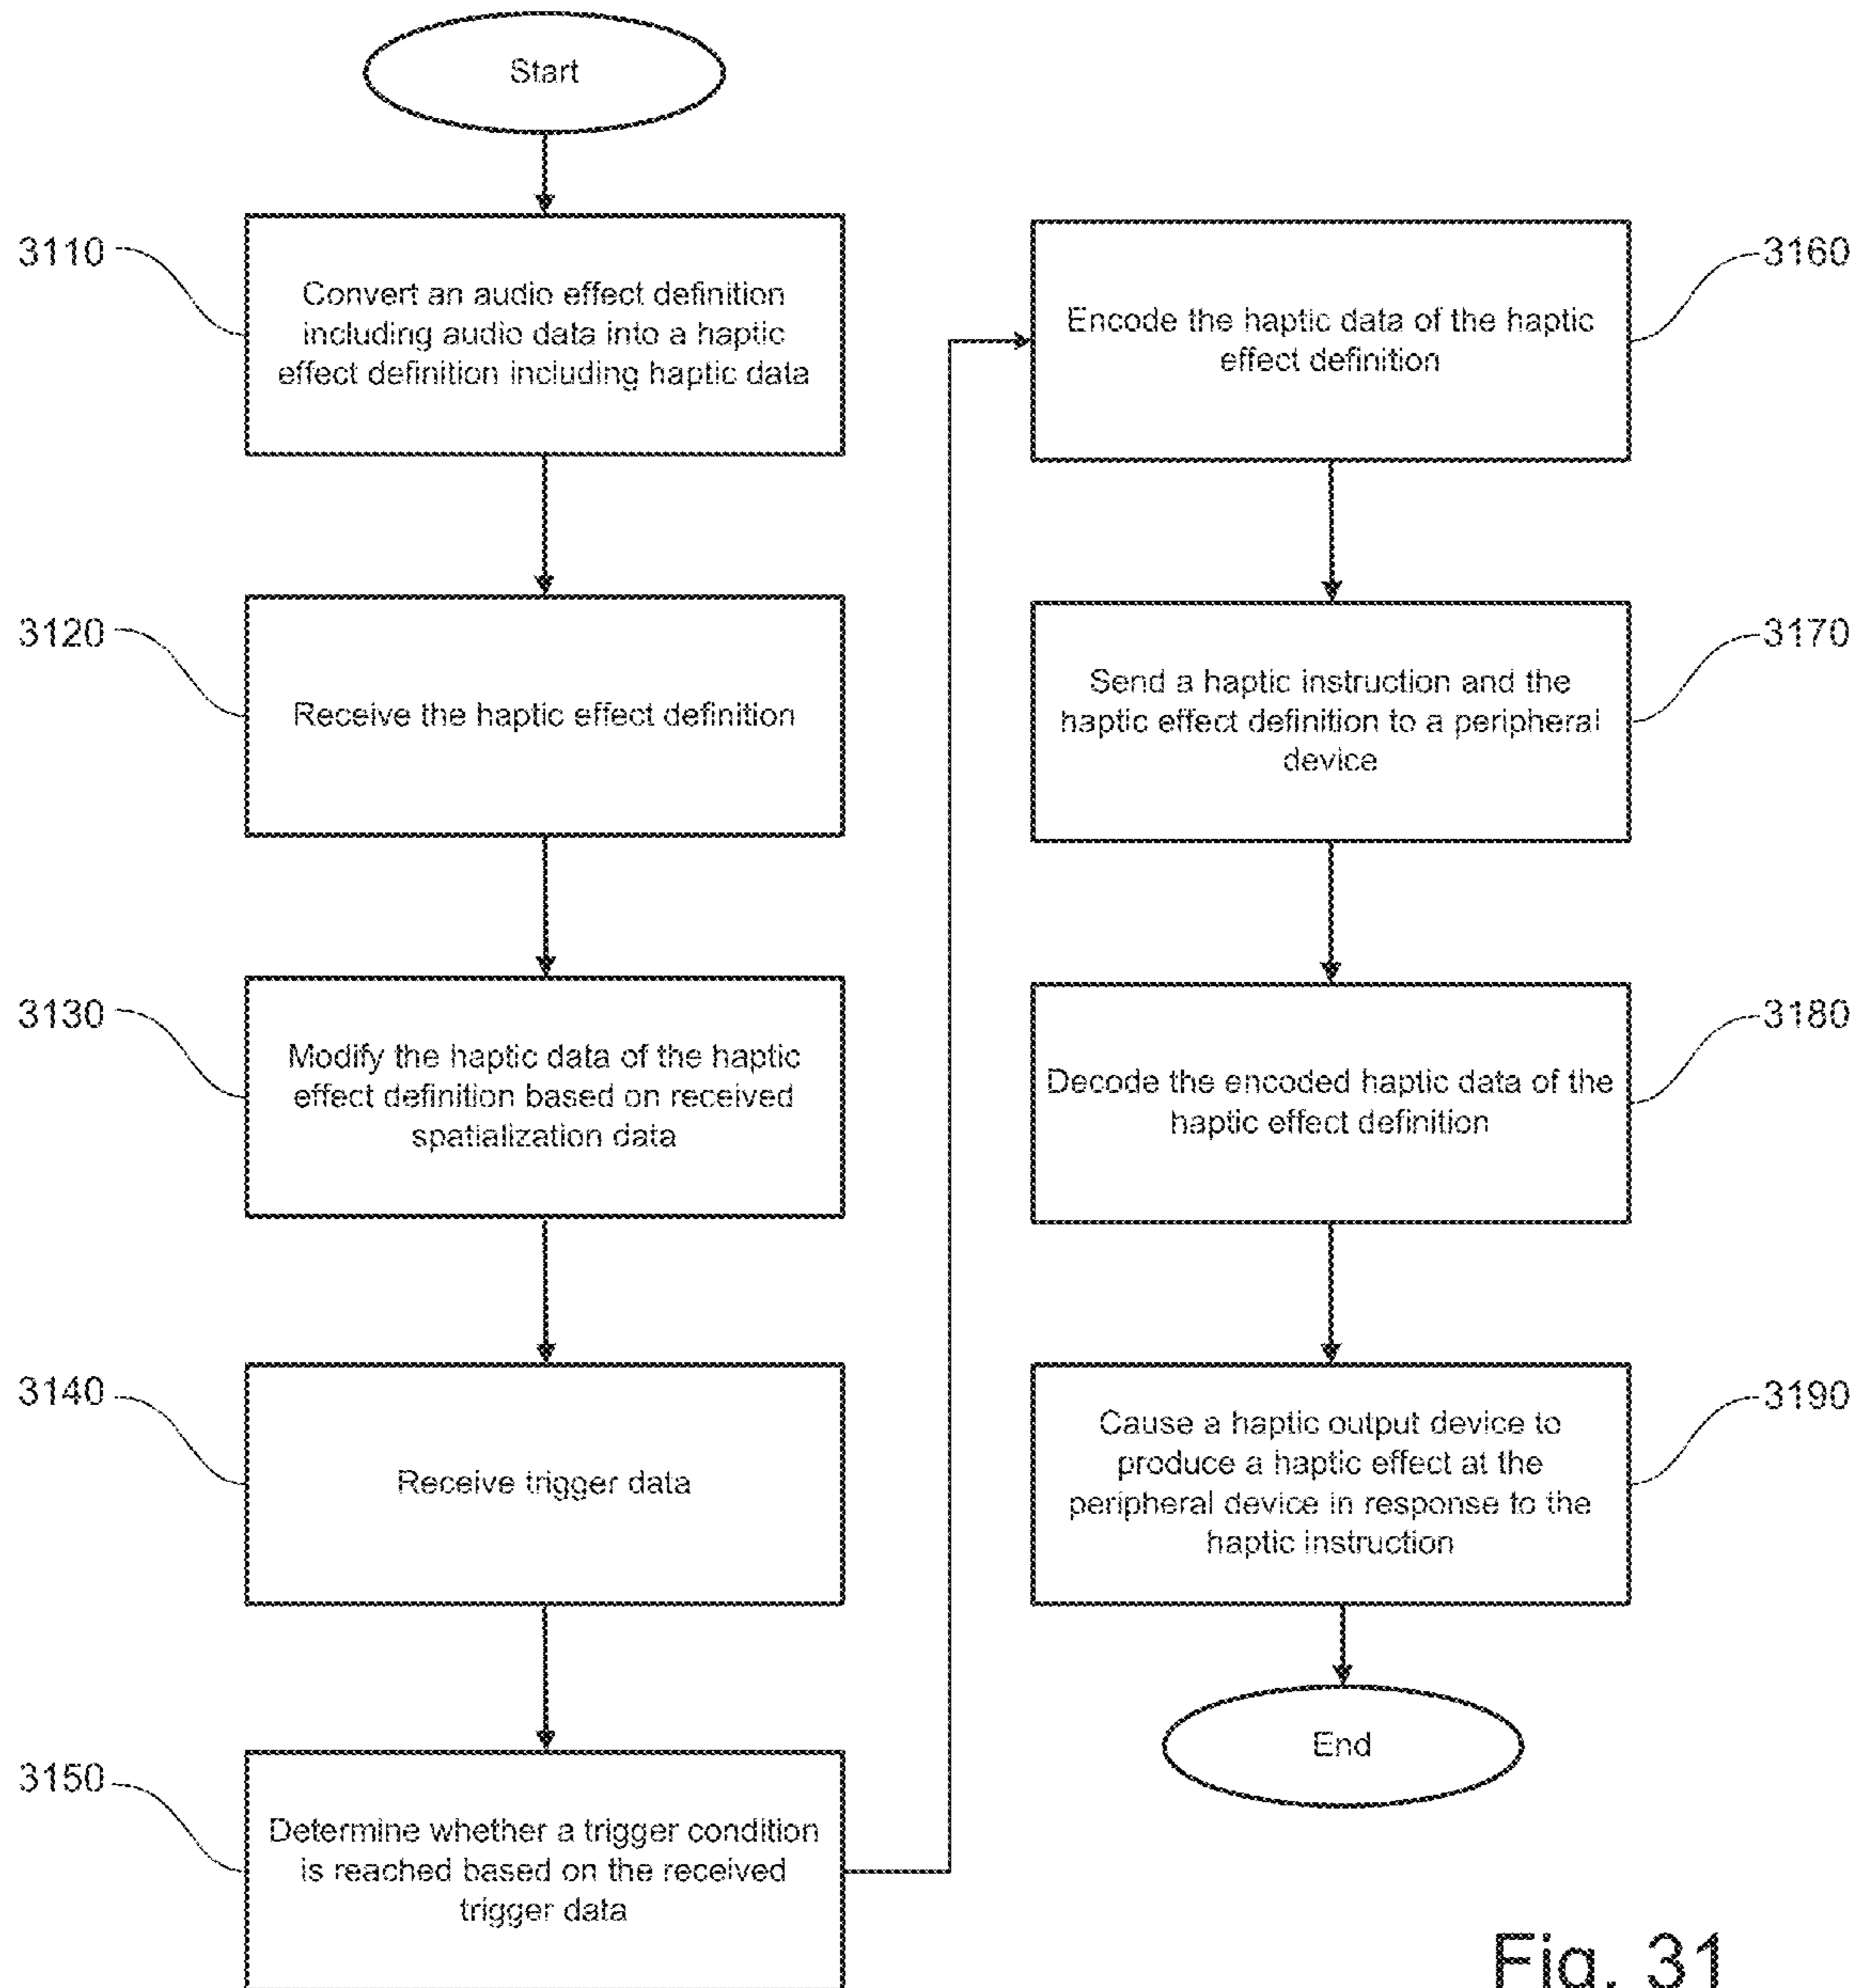 Start
3110
Convert an audio effect definition
including audio data into a haptic
effect definition including haptic data
3120
Receive the haptic effect definition
3130
Modify the haptic data of the haptic
effect definition based on received
spatialization data
3140
Receive trigger data
3150
Determine whether a trigger condition
is reached based on the received
trigger data
3160
Encode the haptic data of the haptic
effect definition
3170
Send a haptic instruction and the
haptic effect definition to a peripheral
device
3180
Decode the encoded haptic data of the
haptic effect definition
3190
Cause a haptic output device to
produce a haptic effect at the
peripheral device in response to the
haptic instruction
End
Fig. 31